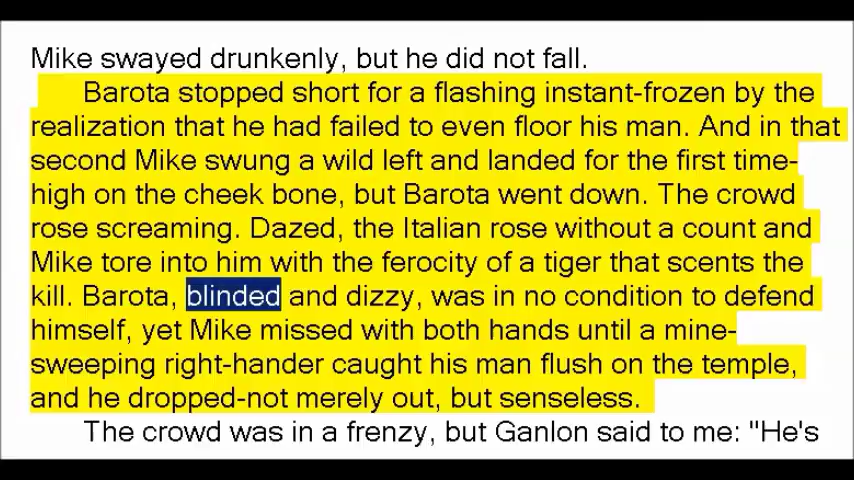 Mike swayed drunkenly, but he did not fall.
Barota stopped short for a flashing instant-frozen by the
realization that he had failed to even floor his man. And in that
second Mike swung a wild left and landed for the first time-
high on the cheek bone, but Barota went down. The crowd
rose screaming. Dazed, the Italian rose without a count and
Mike tore into him with the ferocity of a tiger that scents the
kill. Barota, blinded and dizzy, was in no condition to defend
himself, yet Mike missed with both hands until a mine-
sweeping right-hander caught his man flush on the temple,
and he dropped-not merely out, but senseless.
The crowd was in a frenzy, but Ganlon said to me: "He's